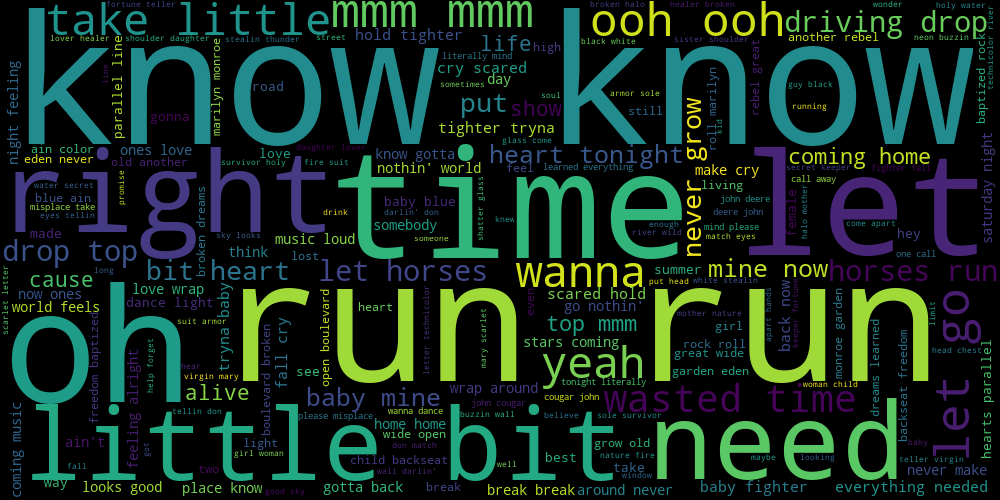 fortune teller
broken halo
healer broken
wonder
holy water
take little
mmm mmm
ooh ooh
driving drop
lover healer
shoulder daughter
stealin thunder
street
hold tighter
life
high
black white
sister shoulder
another rebel
neon buzzin
know know
literally mind
cry scared
day
sometimes
put
show
soul
armor sole
guy black
still
running
kid
road
gonna
marilyn monroe
parallel line
line
night feeling
roll marilyn
rebel great
baptized rock
technicolor river
tighter tryna
glass come
never grow
ain color
ones love
eden never
old another
love
daughter lover
survivor holy
fire suit
know gotta
nothin' world
heart tonight
feel
learned everything
make cry
coming home
secret keeper
fighter fall
call away
living
john deere
deere john
mind please
match eyes
female
halo mother
hey
saturday night
one call
come apart
right time let
water secret
blue ain
misplace take
eyes tellin
promise
made
broken dreams
sky looks
drink
baby blue
darlin' don
somebody
someone
music loud
think
lost
shatter glass
knew
enough
river wild
drop top
bit heart
let horses
wanna
summer
mine now
horses run
cause
long
now ones
world feels
scarlet letter
love wrap
dance light
suit armor
tryna baby
fall cry
open boulevard
heart
letter technicolor
ever
scared hold
go nothin'
top mmm
stars coming
put head
white stealin
mother nature
girl
rock roll
great wide
garden eden
apart hands
back now
keeper fortune
monroe garden
limit
let go
head chest
oh run run
freedom baptized
help forget
hear
virgin mary
boulevard broken
see
alive
baby mine
mary scarlet
wrap around
john cougar
yeah
tonight literally
cougar john
wasted time
woman child
dreams learned
backseat freedom
hearts parallel
coming music
feeling alright
ain't
got
tellin don
please misplace
wanna dance
home home
buzzin wall
believe
sole survivor
little bit need
light
girl woman
two
don match
wide open
child backseat
wall darlin'
well
best
grow old
nature fire
take
window
maybe
looking
baby
teller virgin
never make
fall
way
looks good
place know
good sky
gotta back
break
break break
around never
baby fighter
everything needed